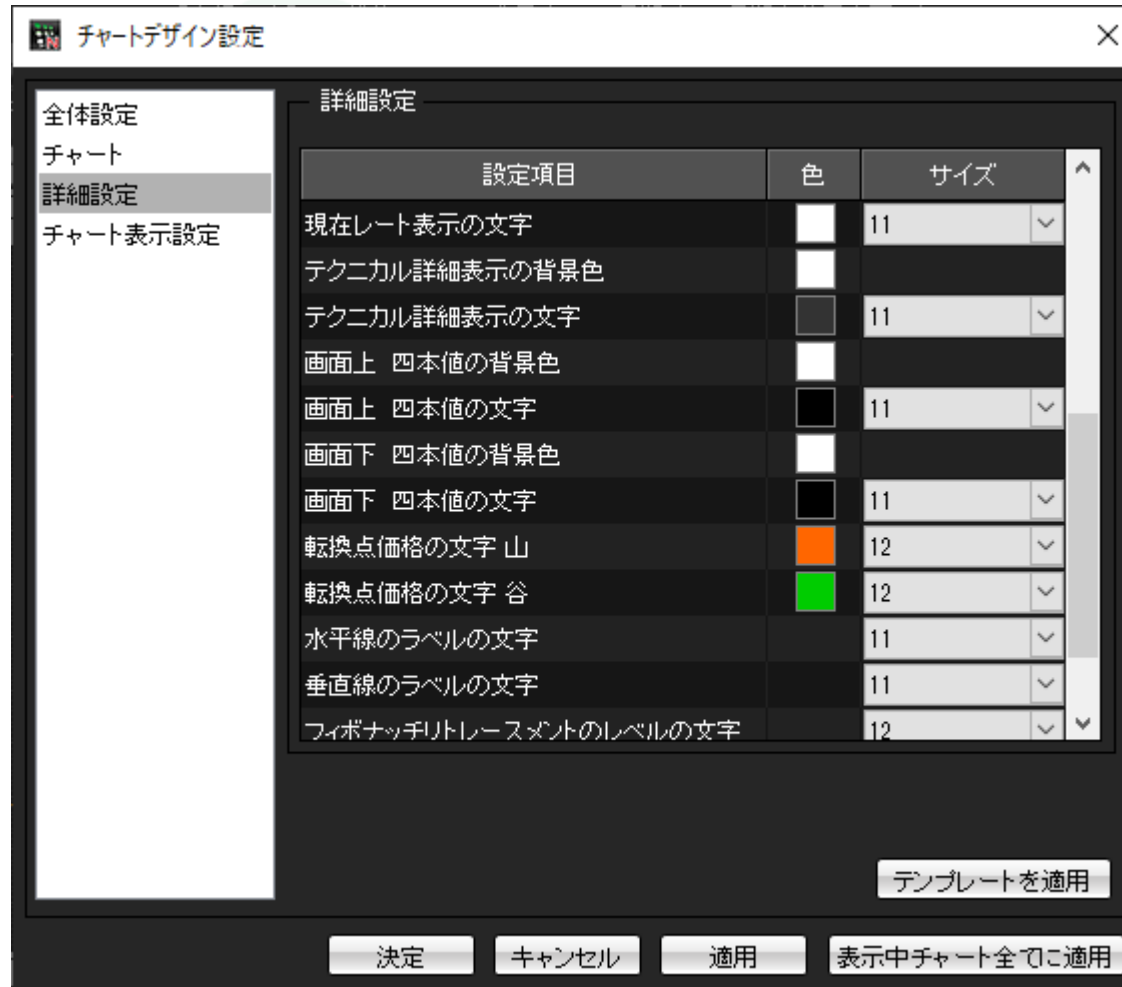 チャートデザイン設定
全体設定
チャート
詳細設定
チャート表示設定
詳細設定
設定項目 色 サイズ
現在レート表示の文字 11
テクニカル詳細表示の背景色
テクニカル詳細表示の文字 11
画面上 四本値の背景色
画面上 四本値の文字 11
画面下 四本値の背景色
画面下 四本値の文字 11
転換点価格の文字 山 12
転換点価格の文字 谷 12
水平線のラベルの文字 11
垂直線のラベルの文字 11
フィボナッチリトレースメントのレベルの文字 12
テンプレートを適用
決定 キャンセル 適用 表示中チャート全てに適用